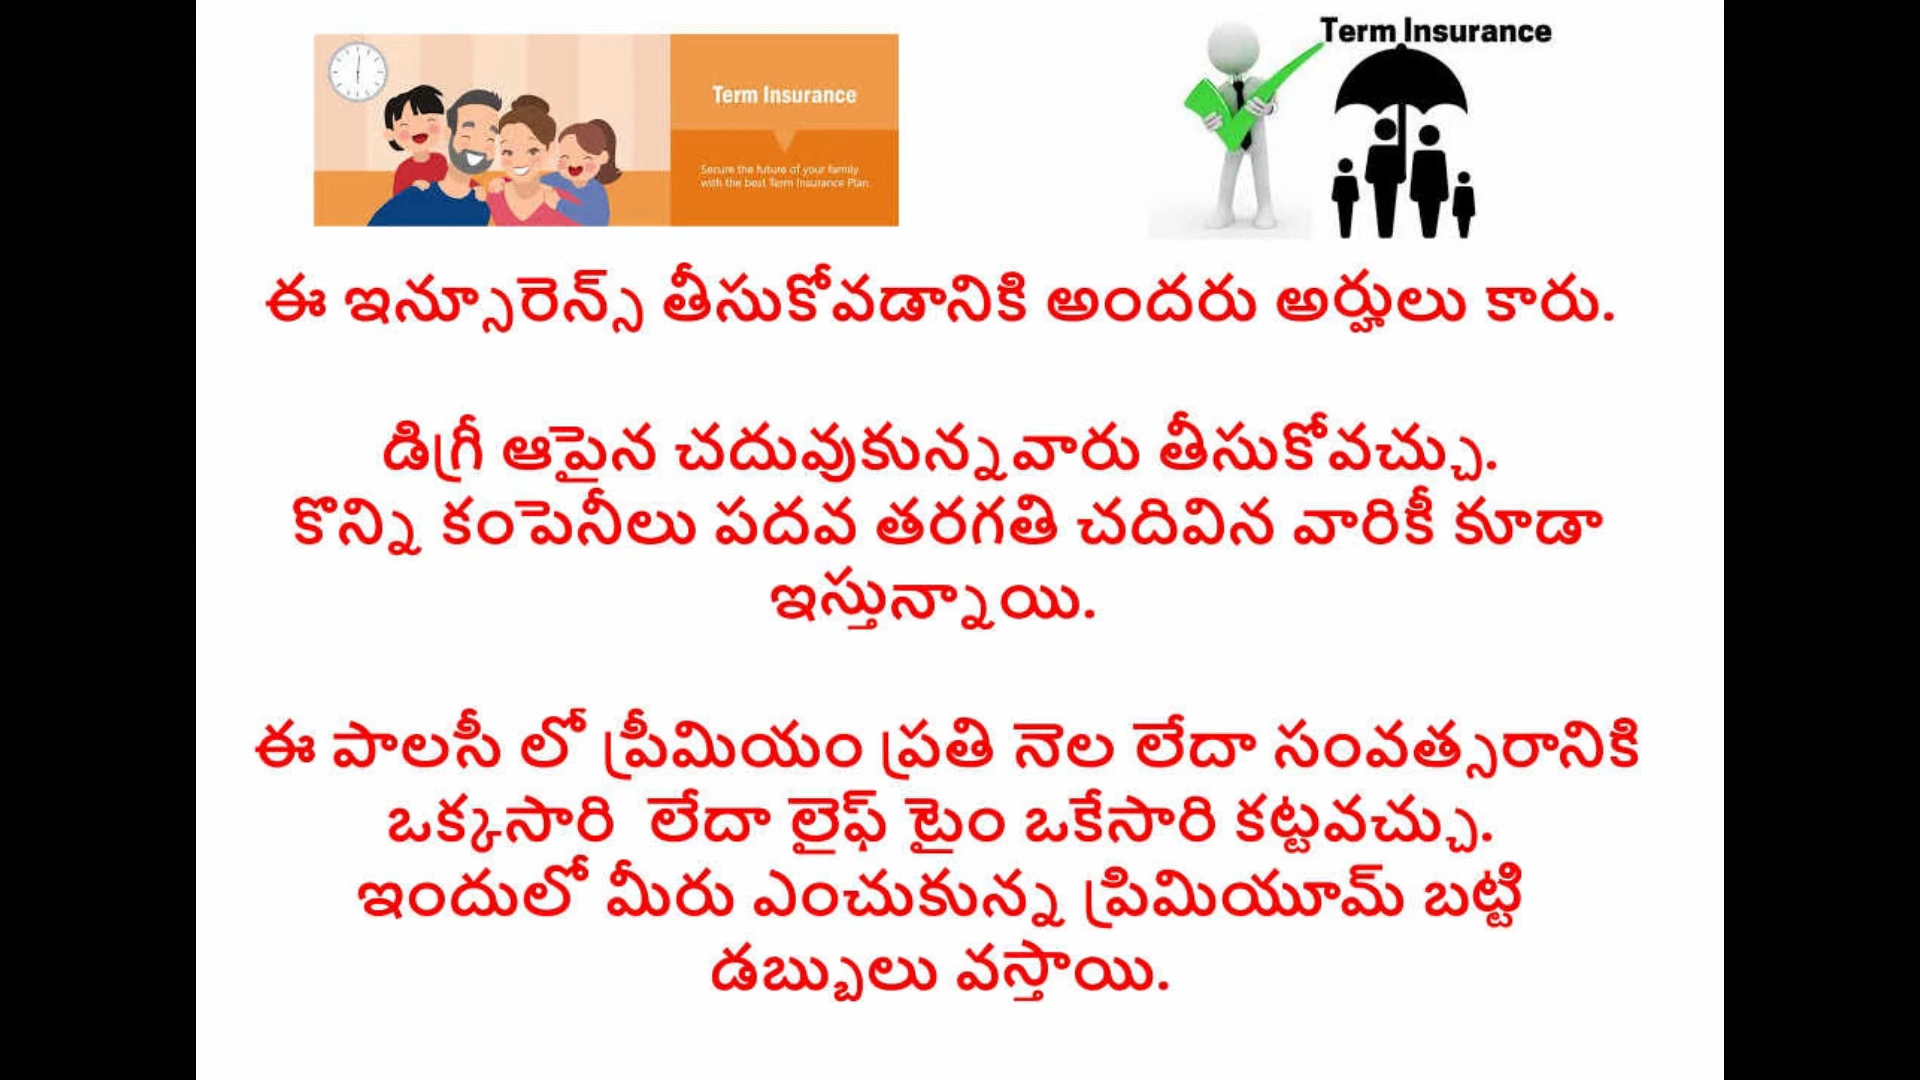 Term Insurance
Secure the future of your family
with the best Term Insurance Plan
Term Insurance
ఈ ఇన్సూరెన్స్ తీసుకోవడానికి అందరు అర్హులు కారు.
డిగ్రీ ఆపైన చదువుకున్నవారు తీసుకోవచ్చు.
కొన్ని కంపెనీలు పదవ తరగతి చదివిన వారికీ కూడా
ఇస్తున్నాయి.
ఈ పాలసీ లో ప్రీమియం ప్రతి నెల లేదా సంవత్సరానికి
ఒక్కసారి లేదా లైఫ్ టైం ఒకేసారి కట్టవచ్చు.
ఇందులో మీరు ఎంచుకున్న ప్రిమియూమ్ బట్టి
డబ్బులు వస్తాయి.